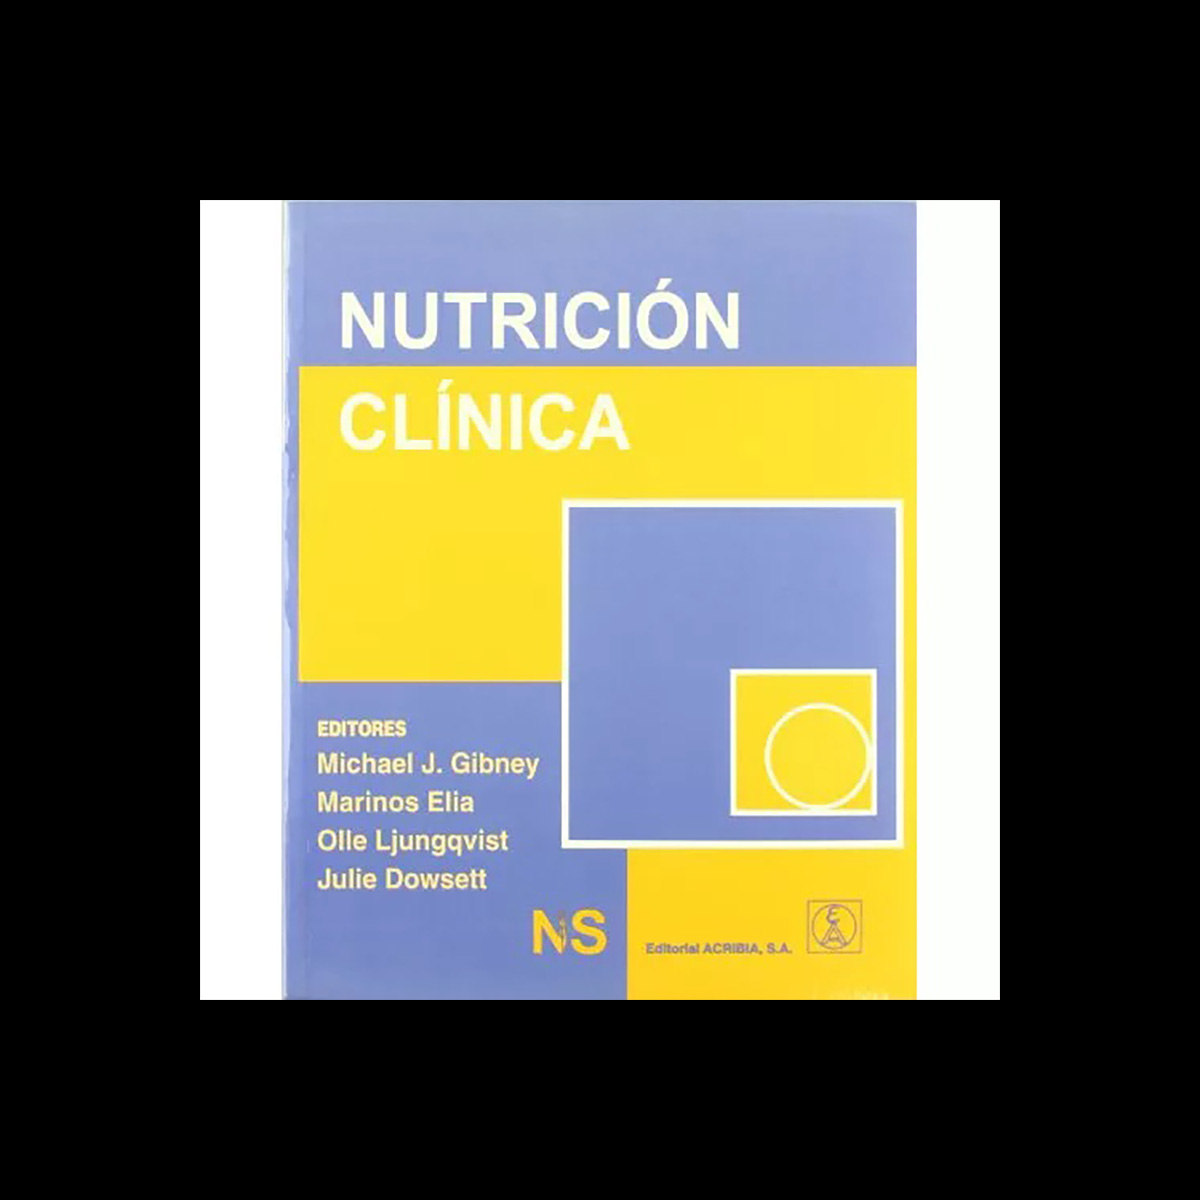 NUTRICIÓN
CLÍNICA
EDITORES
Michael J. Gibney
Marinos Elia
Olle Ljungqvist
Julie Dowsett
NS
Editorial ACRIBIA, S.A.